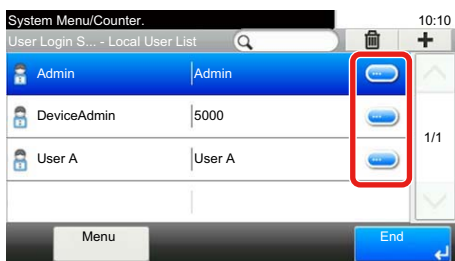 System Menu/Counter.
10:10
User Login S... - Local User List
Admin
Admin
DeviceAdmin
5000
1/1
User A
User A
Menu
End